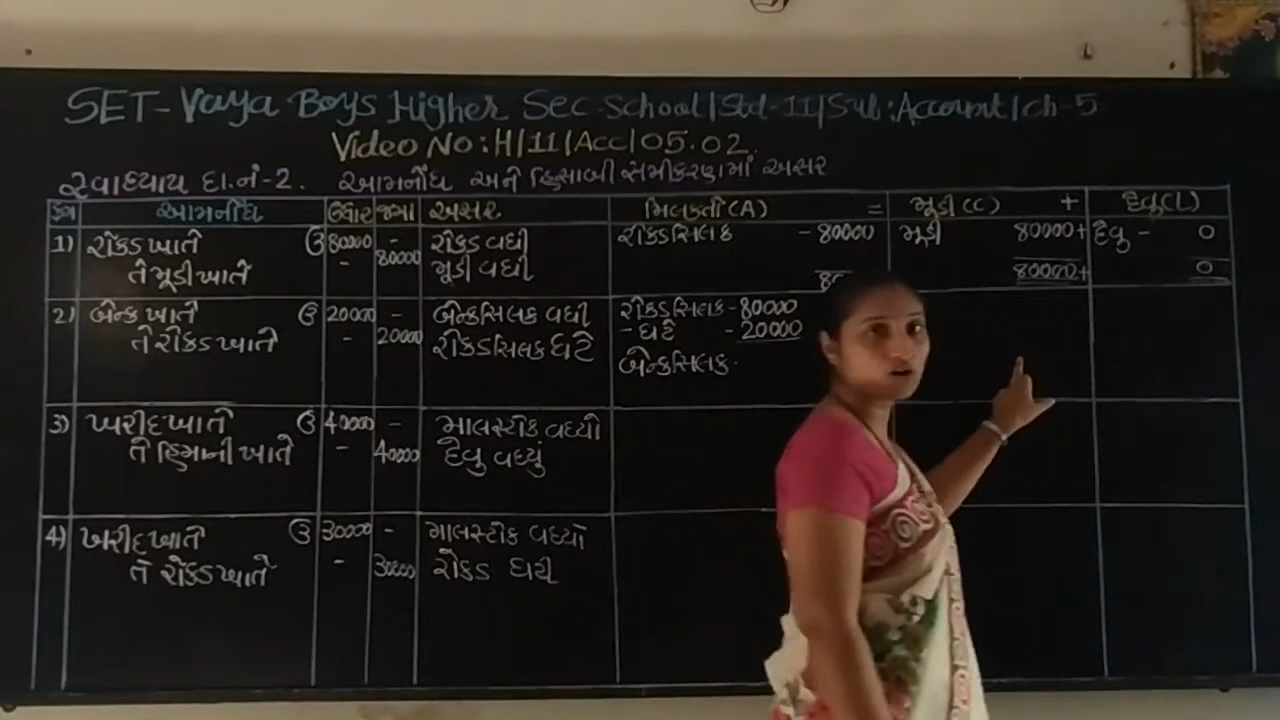 SET-Vaya Boys Higher Sec. School/Std-11/Sub:Account/ch-5
Video No:H/11/Acc/05.02.
સ્વાધ્યાય દા.નં-2. આમનોંધ અને હિસાબી સમીકરણમાં અસર
ક્રમ આમનોંધ ઉધાર જમા અસર મિલકતો (A) = મૂડી (C) + દેવુ (L)
1) રોકડ ખાતે ઉ 80000 - રોકડ વધી રોકડસિલક - 80000 મૂડી 80000+ દેવુ - 0
તે મૂડી ખાતે - 80000 મૂડી વધી 80000+ 0
2) બેન્ક ખાતે ઉ 20000 - બેન્કસિલક વધી રોકડસિલક - 80000
તે રોકડ ખાતે - 20000 રોકડસિલક ઘટે - ઘટે - 20000
બેન્કસિલક
3) ખરીદ ખાતે ઉ 40000 - માલસ્ટોક વધ્યો
તે હિમાની ખાતે - 40000 દેવુ વધ્યું
4) ખરીદ ખાતે ઉ 30000 - માલસ્ટોક વધ્યો
તે રોકડ ખાતે - 30000 રોકડ ઘટી